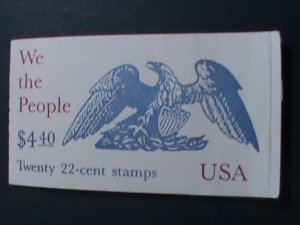 We
the
People
$4.40
Twenty 22-cent stamps
USA